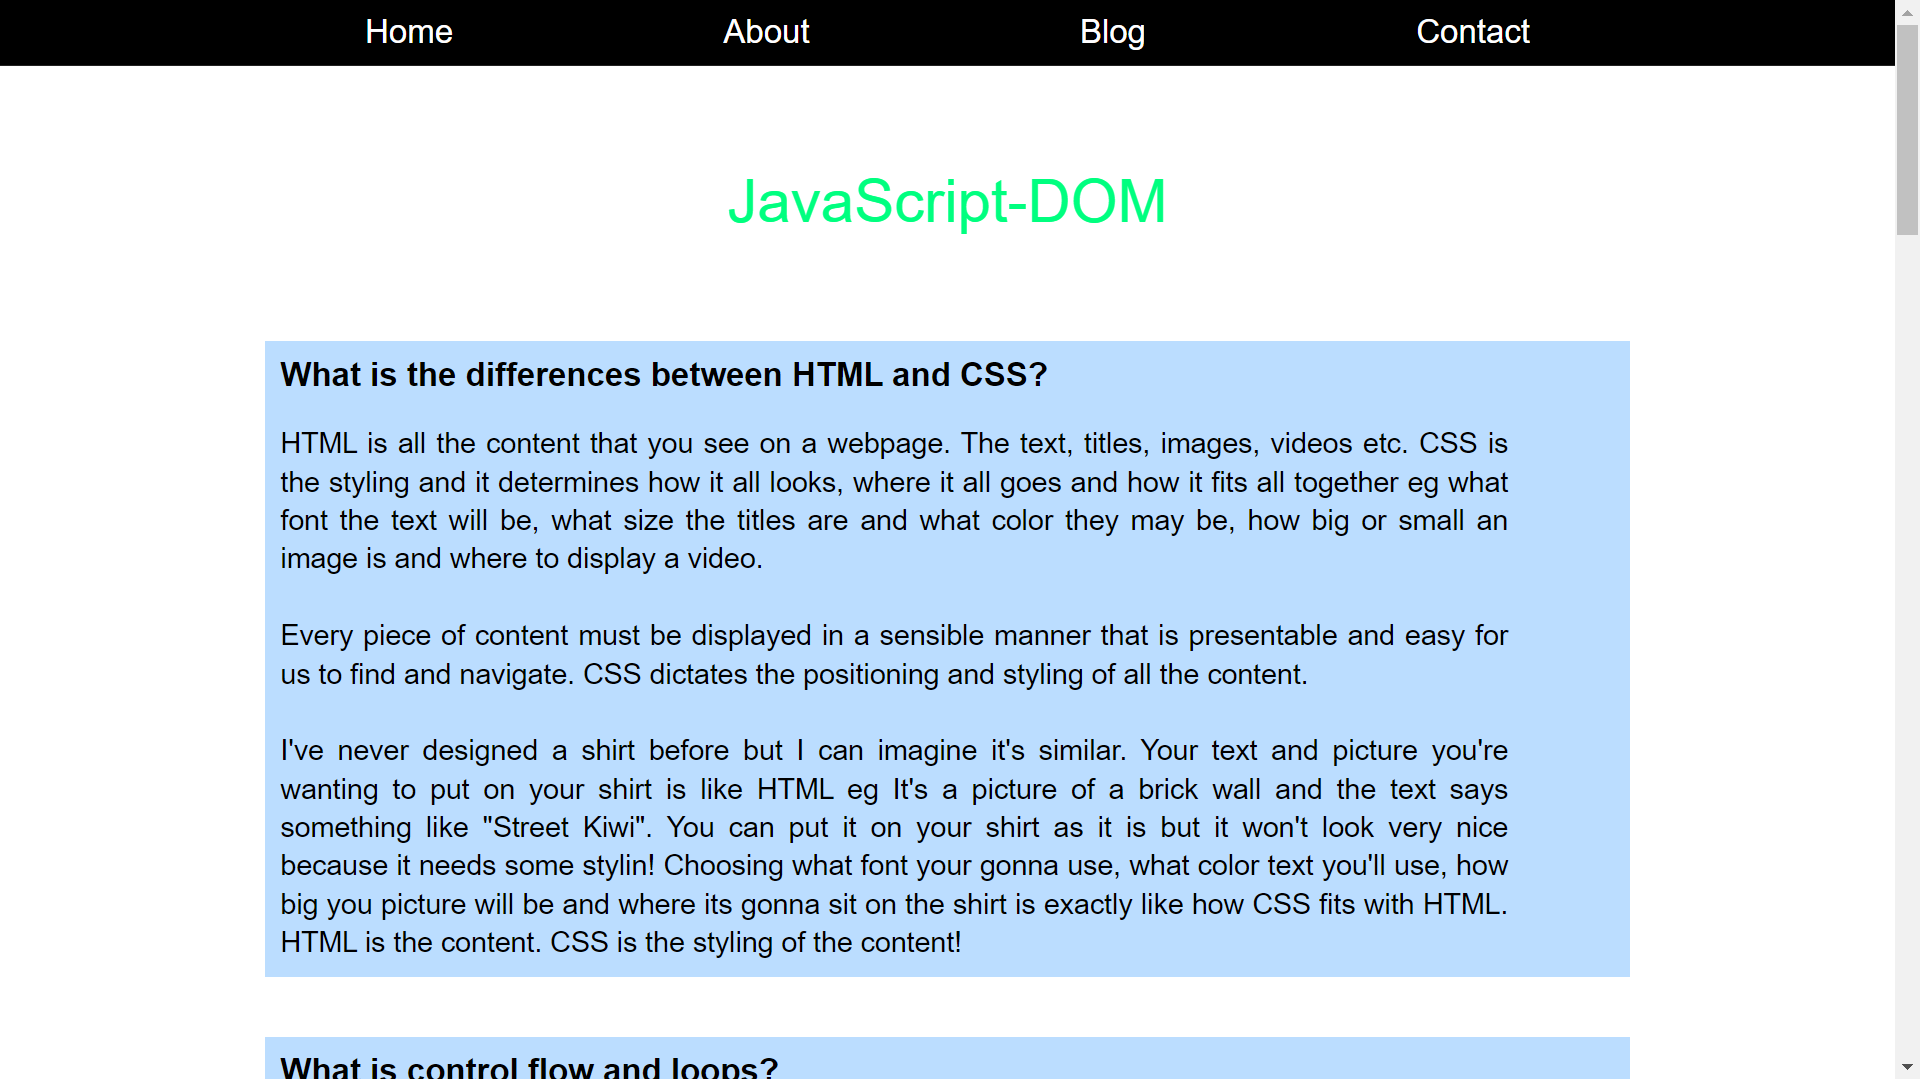 Home About Blog Contact
JavaScript-DOM
What is the differences between HTML and CSS?
HTML is all the content that you see on a webpage. The text, titles, images, videos etc. CSS is
the styling and it determines how it all looks, where it all goes and how it fits all together eg what
font the text will be, what size the titles are and what color they may be, how big or small an
image is and where to display a video.
Every piece of content must be displayed in a sensible manner that is presentable and easy for
us to find and navigate. CSS dictates the positioning and styling of all the content.
I've never designed a shirt before but I can imagine it's similar. Your text and picture you're
wanting to put on your shirt is like HTML eg It's a picture of a brick wall and the text says
something like "Street Kiwi". You can put it on your shirt as it is but it won't look very nice
because it needs some stylin! Choosing what font your gonna use, what color text you'll use, how
big you picture will be and where its gonna sit on the shirt is exactly like how CSS fits with HTML.
HTML is the content. CSS is the styling of the content!
What is control flow and loops?